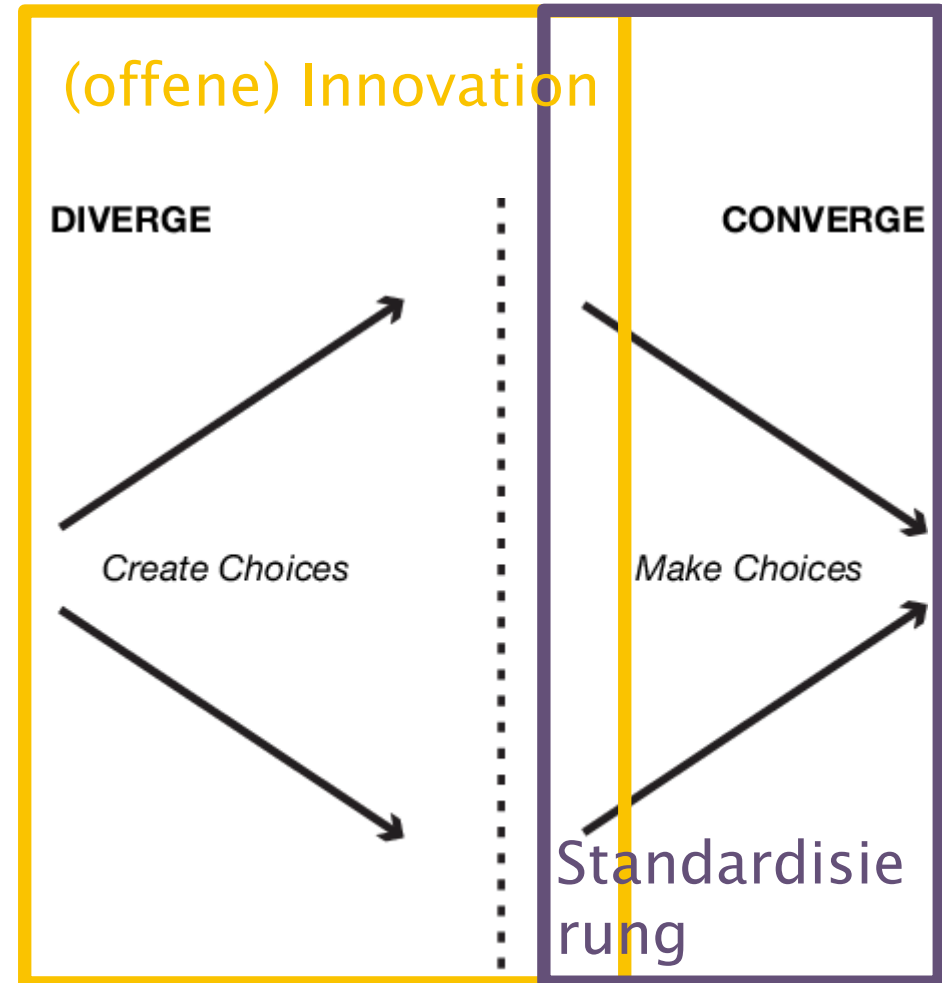 (offene) Innovation
DIVERGE
CONVERGE
Create Choices
Make Choices
Standardisie
rung